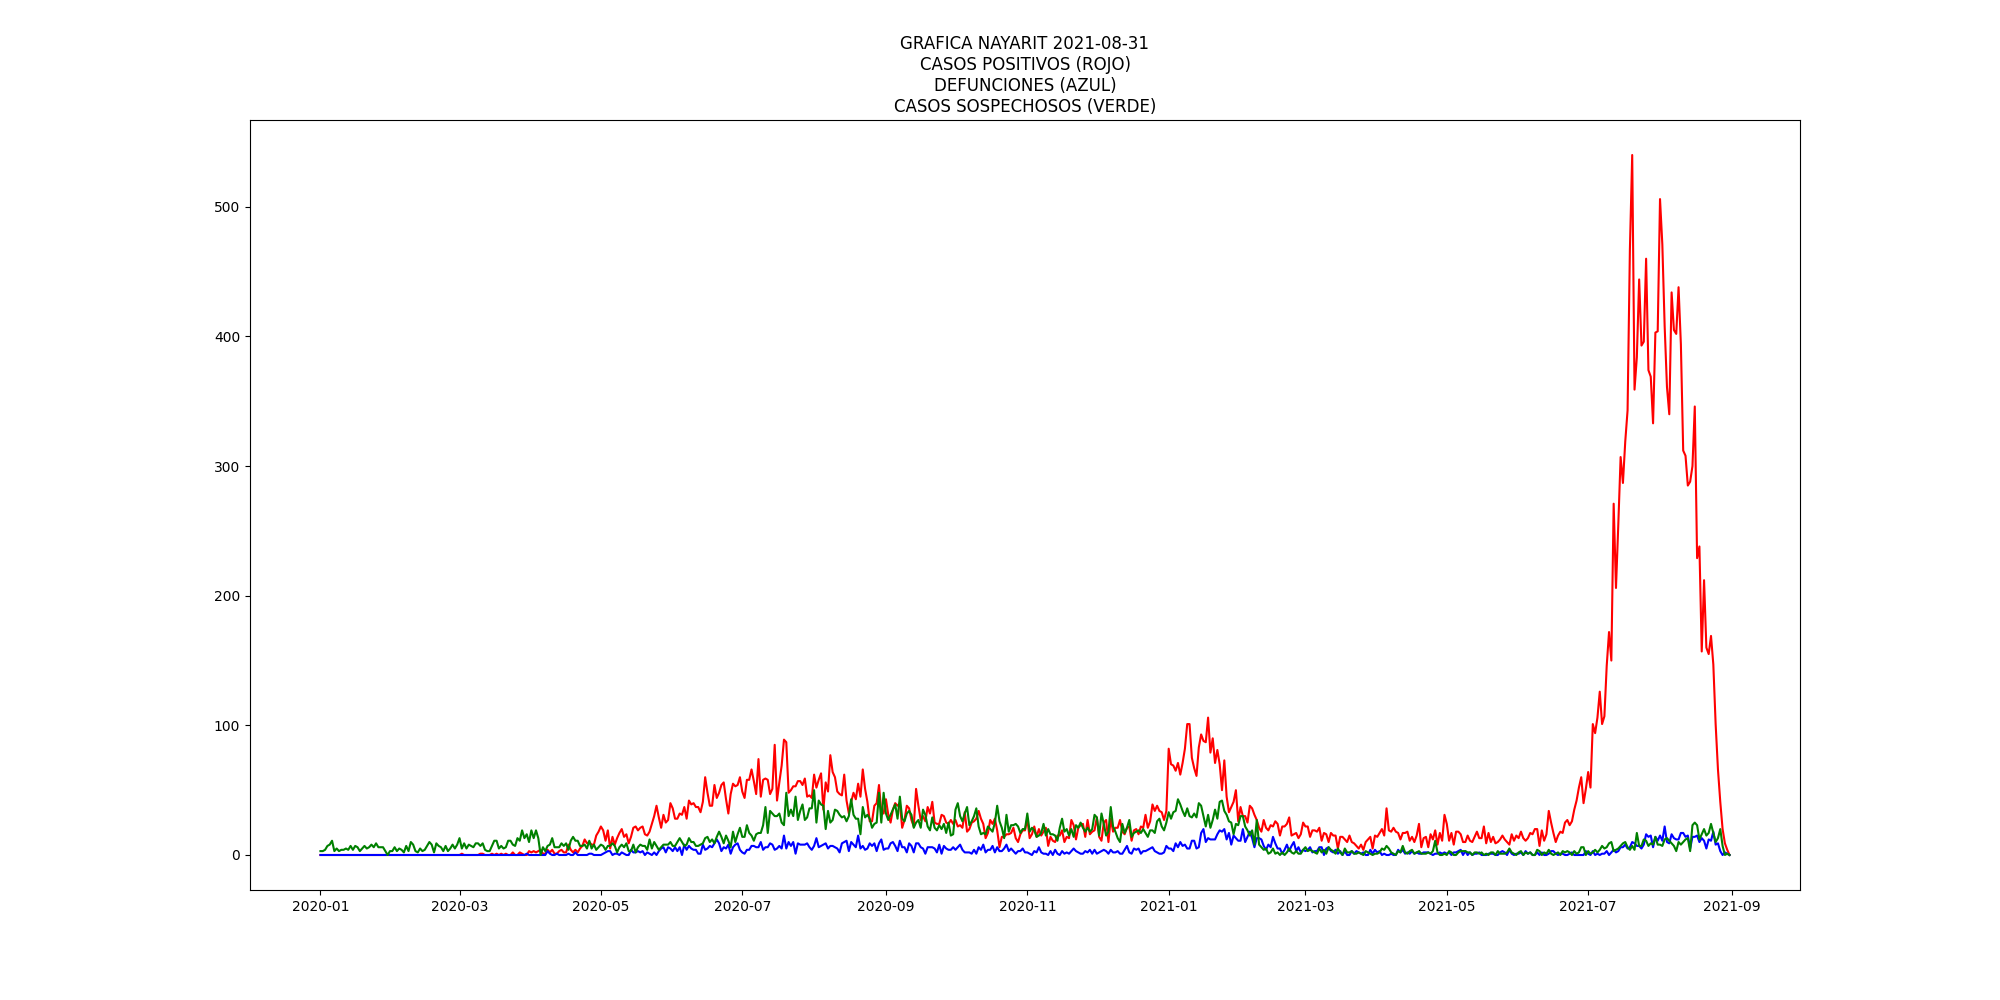 GRAFICA NAYARIT 2021-08-31
CASOS POSITIVOS (ROJO)
DEFUNCIONES (AZUL)
CASOS SOSPECHOSOS (VERDE)
500
400
300
200
100
0
2020-01 2020-03 2020-05 2020-07 2020-09 2020-11 2021-01 2021-03 2021-05 2021-07 2021-09